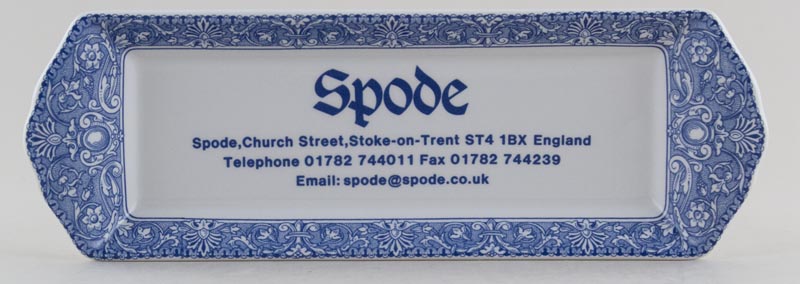 Spode
Spode,Church Street,Stoke-on-Trent ST4 1BX England
Telephone 01782 744011 Fax 01782 744239
Email: spode@spode.co.uk